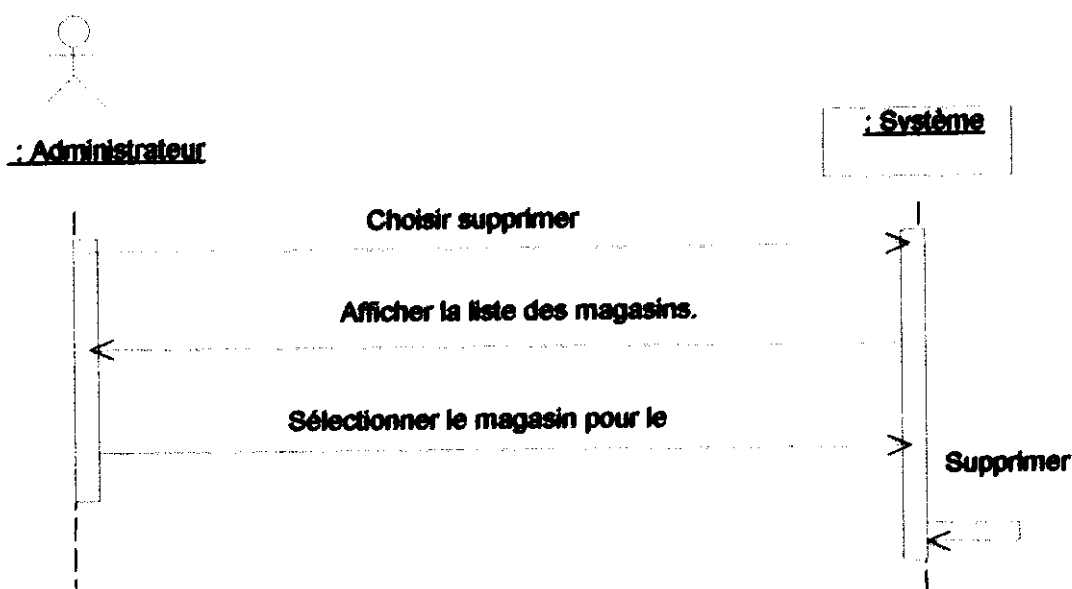 : Administrateur
: Système
Choisir supprimer
Afficher la liste des magasins.
Sélectionner le magasin pour le
Supprimer